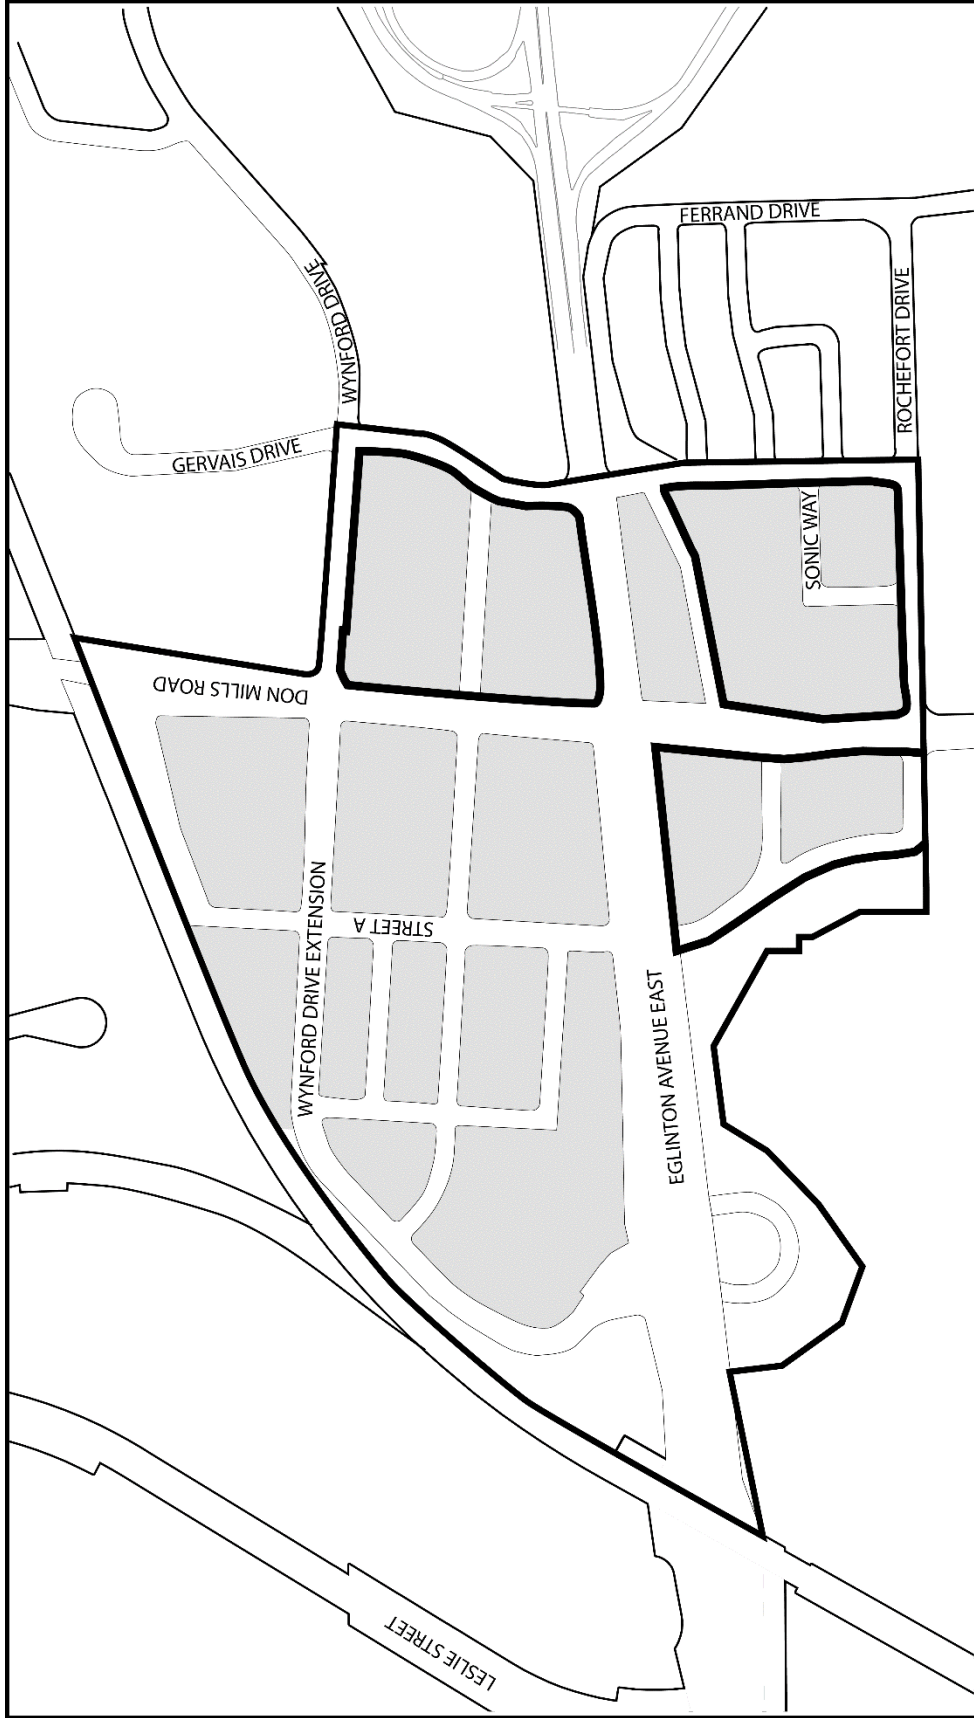 FERRAND DRIVE
WYNFORD DRIVE
ROCHEFORT DRIVE
GERVAIS DRIVE
SONIC WAY
DON MILLS ROAD
WYNFORD DRIVE EXTENSION
STREET A
EGLINTON AVENUE EAST
LESLIE STREET